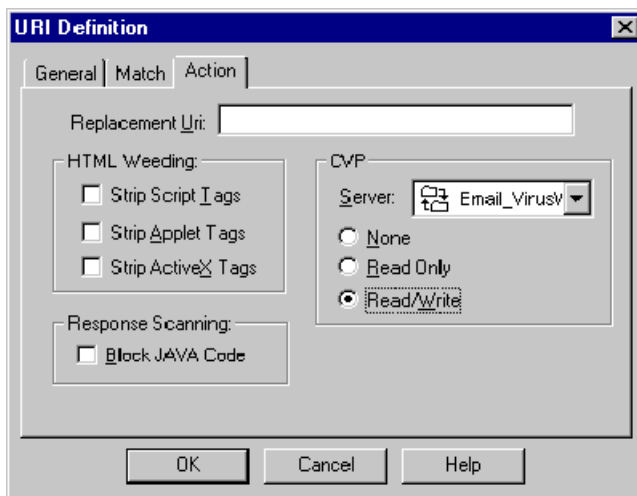 URI Definition
General Match Action
Replacement Uri:
HTML Weeding:
Strip Script Tags
Strip Applet Tags
Strip ActiveX Tags
Response Scanning:
Block JAVA Code
CVP
Server: Email_VirusV
None
Read Only
Read/Write
OK Cancel Help